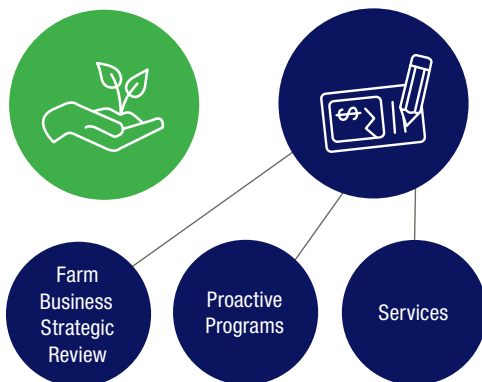 $
Farm
Business
Strategic
Review
Proactive
Programs
Services